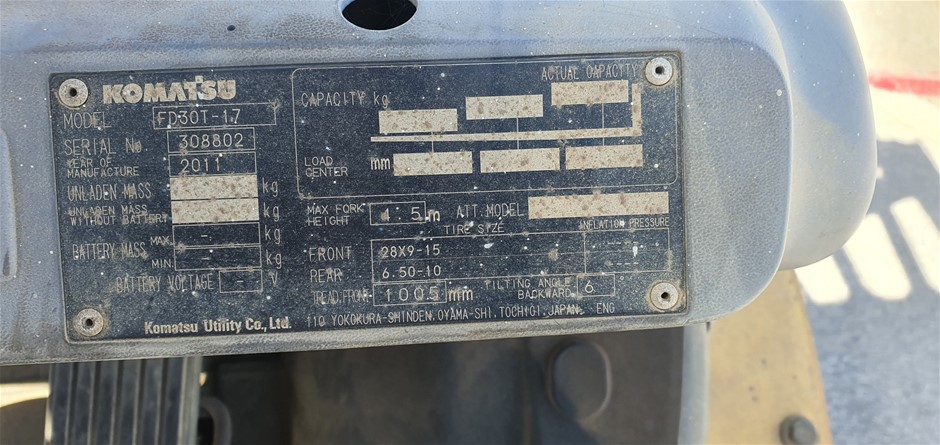 KOMATSU
MODEL FD30T-17
SERIAL No 308802
YEAR OF MANUFACTURE 2011
UNLADEN MASS kg
UNLADEN MASS WITHOUT BATTERY kg
BATTERY MASS MAX - kg
MIN - kg
BATTERY VOLTAGE - V
Komatsu Utility Co., Ltd.
ACTUAL CAPACITY
CAPACITY kg
LOAD CENTER mm
MAX FORK HEIGHT 4.5 m ATT. MODEL
TIRE SIZE INFLATION PRESSURE
FRONT 28X9-15 ---
REAR 6.50-10 ---
TREAD, FRONT 1005 mm TILTING ANGLE BACKWARD 6
110 YOKOKURA-SHINDEN. OYAMA-SHI. TOCHIGI. JAPAN. ENG